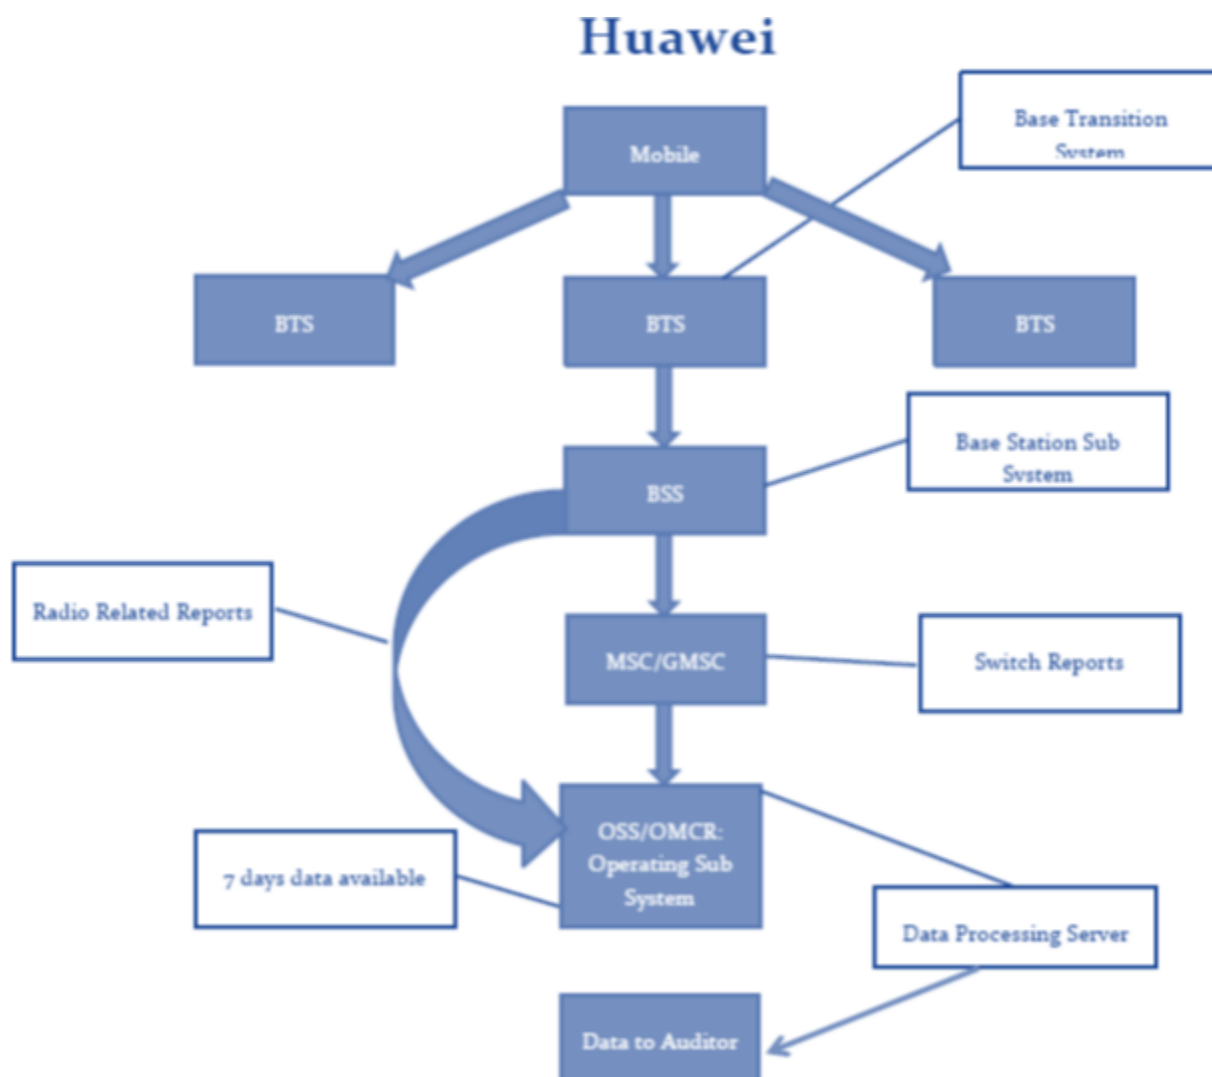 Huawei
Base Transition
System
Mobile
BTS
BTS
BTS
Base Station Sub
System
BSS
Radio Related Reports
MSC/GMSC
Switch Reports
OSS/OMCR:
Operating Sub
System
7 days data available
Data Processing Server
Data to Auditor